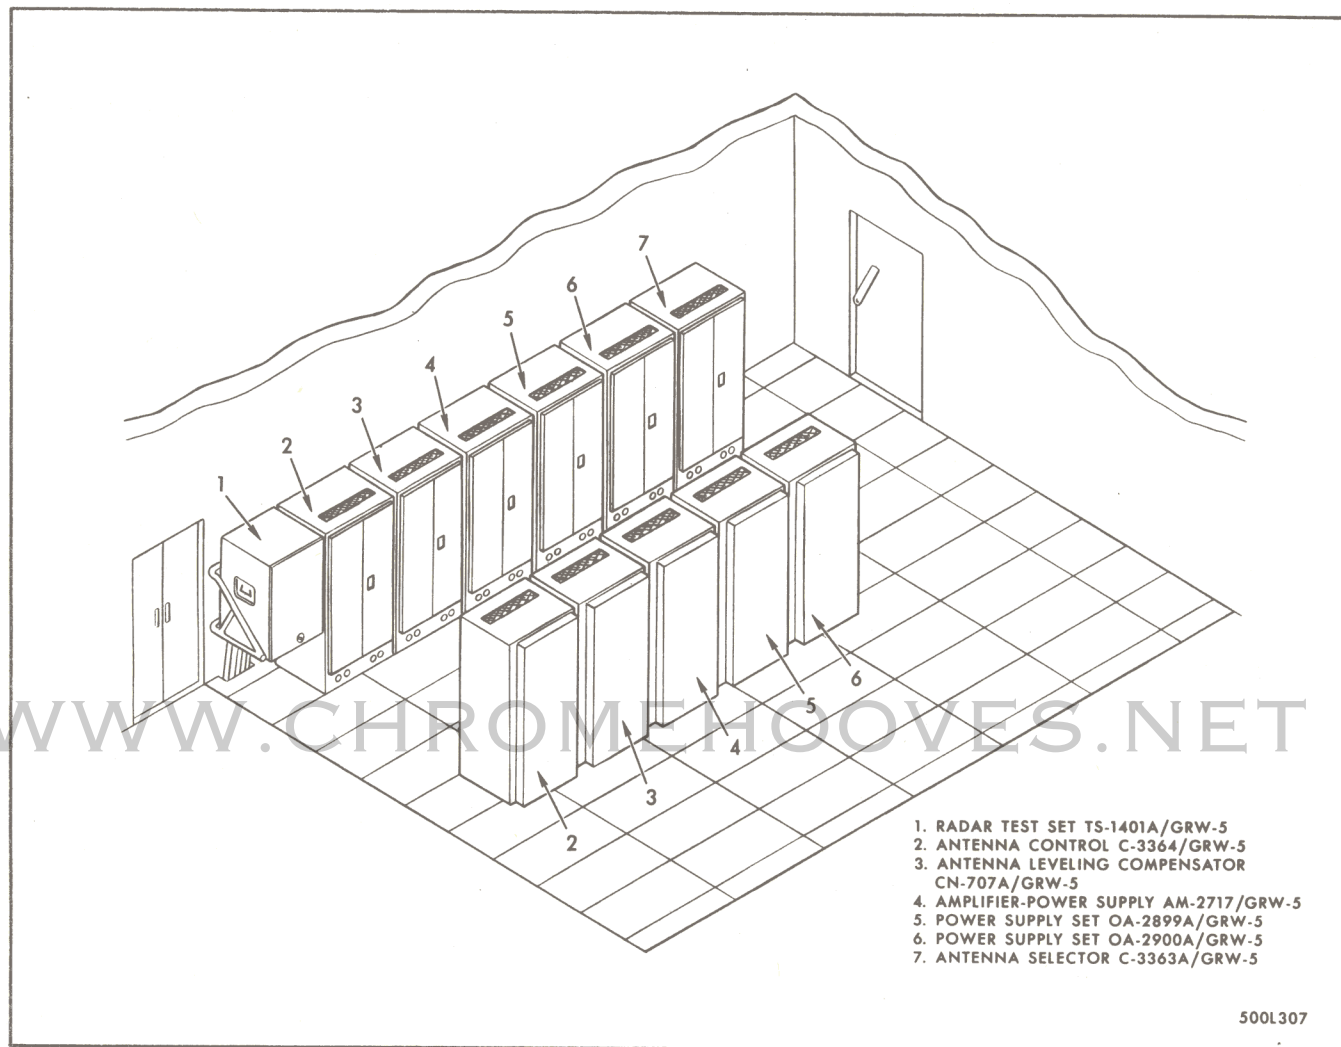 7
6
5
4
3
2
1
6
5
4
3
2
WWW.CHROMEHOOVES.NET
1. RADAR TEST SET TS-1401A/GRW-5
2. ANTENNA CONTROL C-3364/GRW-5
3. ANTENNA LEVELING COMPENSATOR
CN-707A/GRW-5
4. AMPLIFIER-POWER SUPPLY AM-2717/GRW-5
5. POWER SUPPLY SET OA-2899A/GRW-5
6. POWER SUPPLY SET OA-2900A/GRW-5
7. ANTENNA SELECTOR C-3363A/GRW-5
500L307